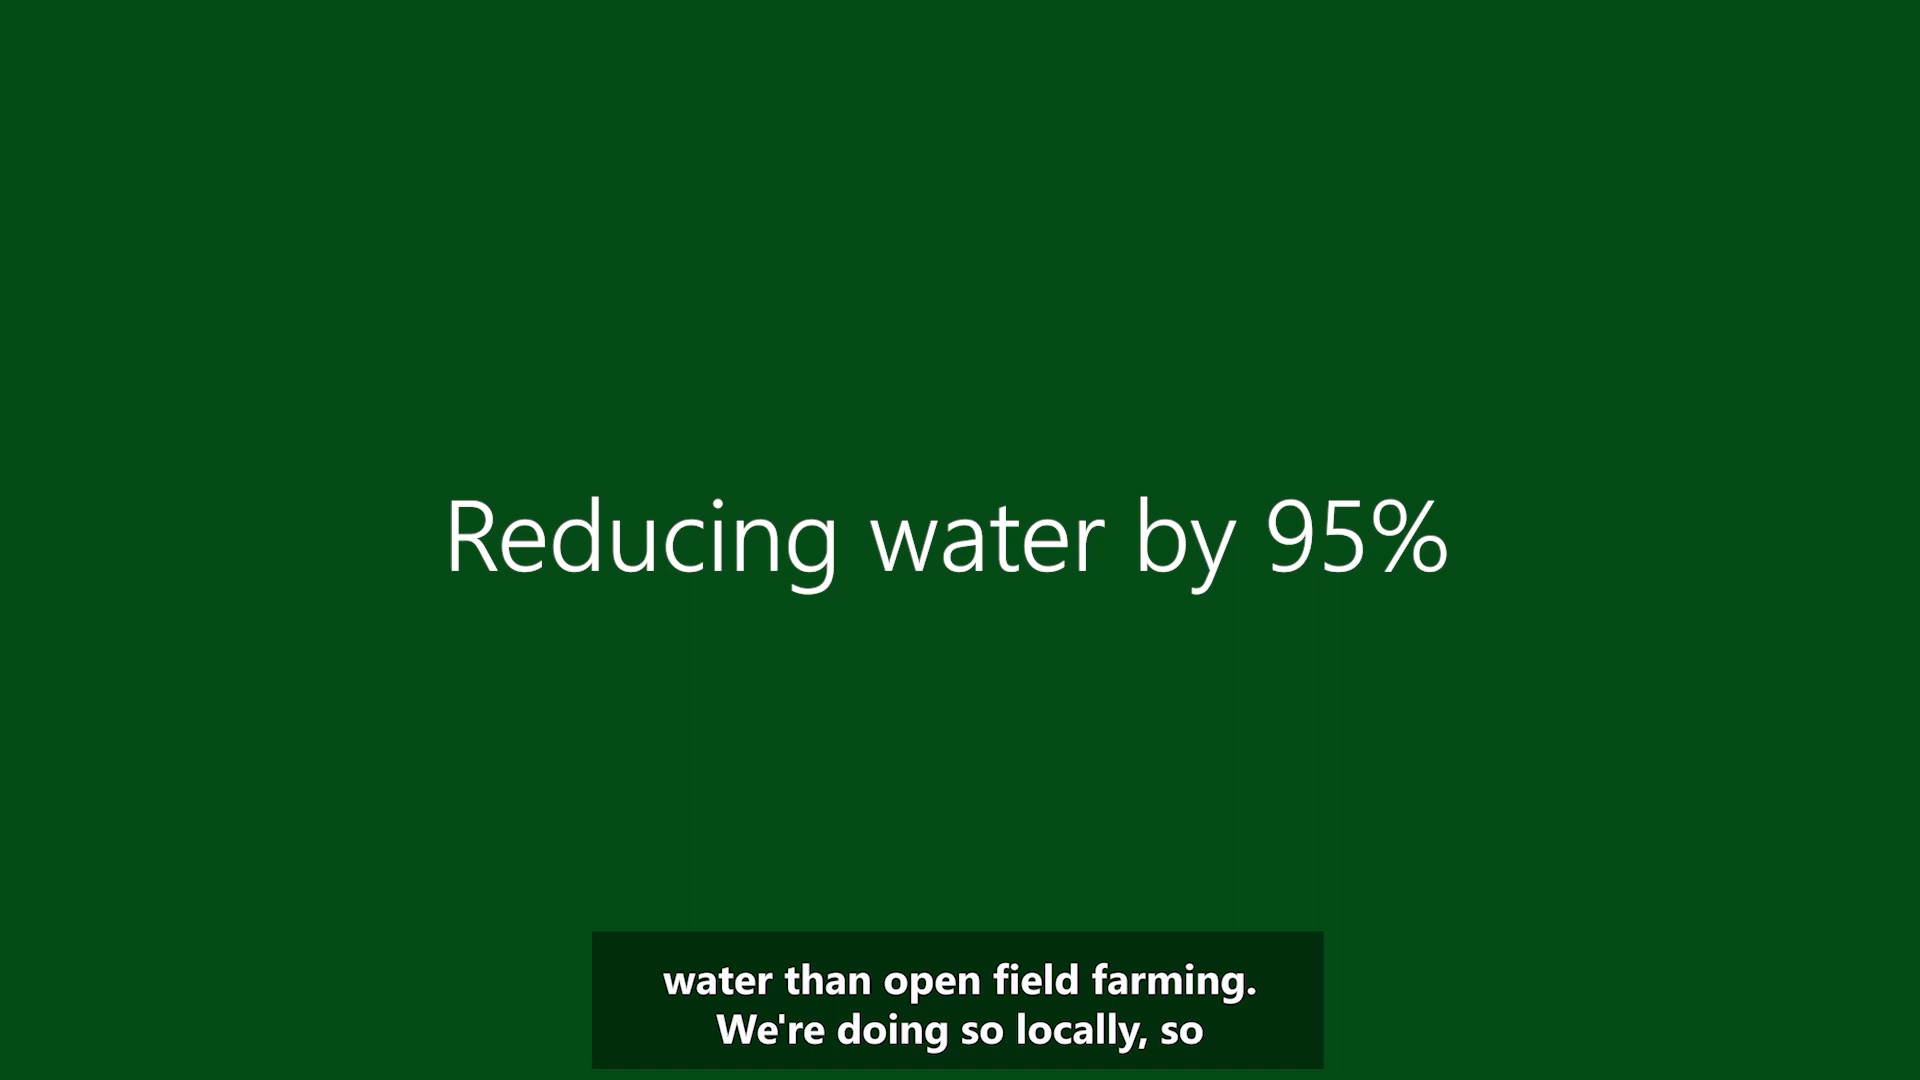 Reducing water by 95%
water than open field farming.
We're doing so locally, so